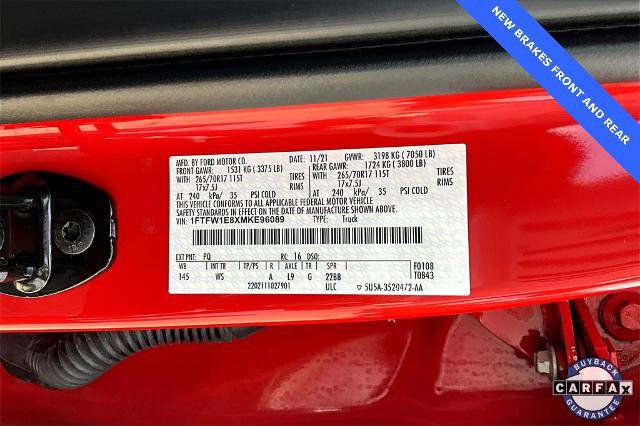 NEW BRAKES FRONT AND REAR
MFD. BY FORD MOTOR CO. DATE: 11/21 GVWR: 3198 KG ( 7050 LB)
FRONT GAWR: 1531 KG ( 3375 LB) REAR GAWR: 1724 KG ( 3800 LB)
WITH 265/70R17 115T TIRES WITH 265/70R17 115T TIRES
17x7.5J RIMS 17x7.5J RIMS
AT 240 kPa/ 35 PSI COLD AT 240 kPa/ 35 PSI COLD
THIS VEHICLE CONFORMS TO ALL APPLICABLE FEDERAL MOTOR VEHICLE
SAFETY STANDARDS IN EFFECT ON THE DATE OF MANUFACTURE SHOWN ABOVE.
VIN: 1FTFW1E8XMKE96089 TYPE: Truck
EXT PNT: PQ RC: 16 DSO:
WB INT TR TP/PS R AXLE TR SPR F0108
145 WS A L9 G 22BB T0843
2202111027901 ULC 5U5A-3520472-AA
BUYBACK
CARFAX
GUARANTEE